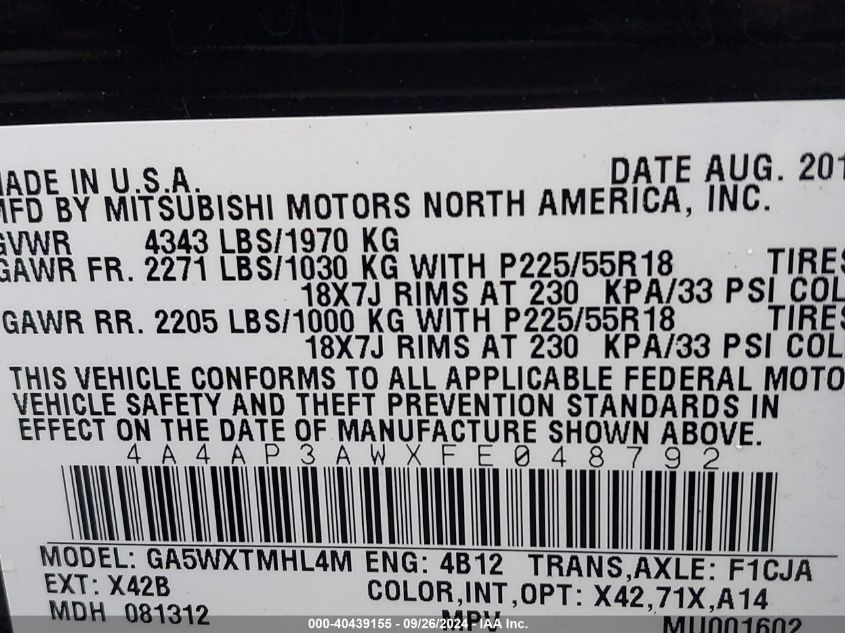 MADE IN U.S.A. DATE AUG. 201
MFD BY MITSUBISHI MOTORS NORTH AMERICA, INC.
GVWR 4343 LBS/1970 KG
GAWR FR. 2271 LBS/1030 KG WITH P225/55R18 TIRES
18X7J RIMS AT 230 KPA/33 PSI COL
GAWR RR. 2205 LBS/1000 KG WITH P225/55R18 TIRES
18X7J RIMS AT 230 KPA/33 PSI COL
THIS VEHICLE CONFORMS TO ALL APPLICABLE FEDERAL MOTO
VEHICLE SAFETY AND THEFT PREVENTION STANDARDS IN
EFFECT ON THE DATE OF MANUFACTURE SHOWN ABOVE.
4A4AP3AWXFE048792
MODEL: GA5WXTMHL4M ENG: 4B12 TRANS,AXLE: F1CJA
EXT: X42B COLOR,INT,OPT: X42,71X,A14
MDH 081312 MPV MU001602
000-40439155 - 09/26/2024 - IAA Inc.